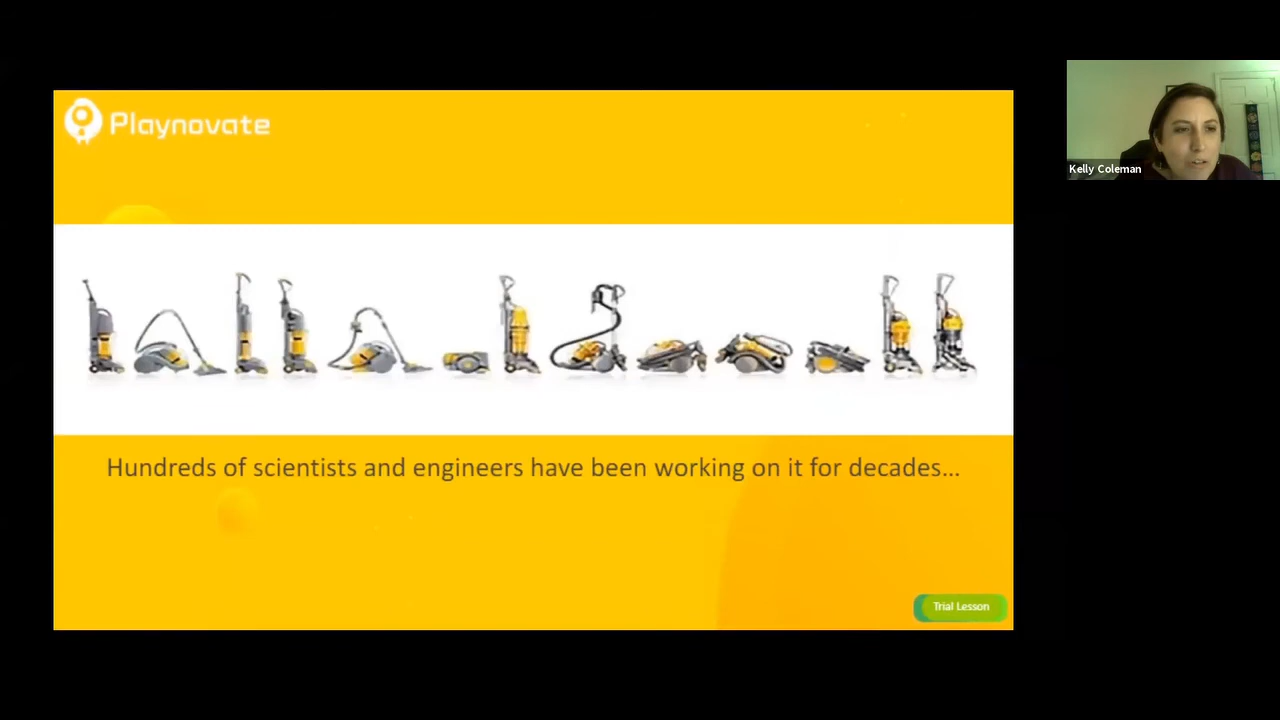 Playnovate
Kelly Coleman
Hundreds of scientists and engineers have been working on it for decades...
Trial Lesson